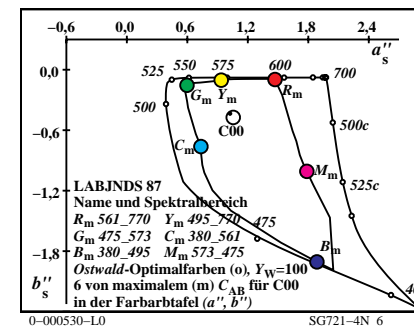 −0,6 0,0 0,6 1,2 1,8 2,4
a''s
525 550 575 600 700
0,0
Gm Ym Rm
500
C00
500c
−0,6
Cm
Mm
525c
−1,2
LABJNDS 87
Name und Spektralbereich
Rm 561_770 Ym 495_770
Gm 475_573 Cm 380_561
475
Bm 380_495 Mm 573_475
Bm
−1,8
Ostwald-Optimalfarben (o), YW=100
b''s
6 von maximalem (m) CAB für C00
in der Farbarbtafel (a'', b'')
0−000530−L0
SG721−4N 6